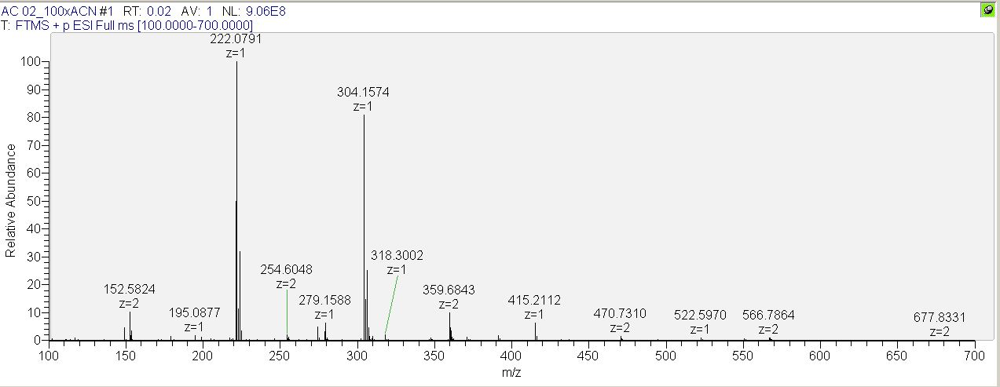 AC 02_100xACN #1 RT: 0.02 AV: 1 NL: 9.06E8
T: FTMS + p ESI Full ms [100.0000-700.0000]
222.0791
z=1
304.1574
z=1
318.3002
z=1
254.6048
z=2
152.5824
z=2
279.1588
z=1
359.6843
z=2
415.2112
z=1
195.0877
z=1
470.7310
z=2
522.5970
z=1
566.7864
z=2
677.8331
z=2
Relative Abundance
100
90
80
70
60
50
40
30
20
10
0
100 150 200 250 300 350 400 450 500 550 600 650 700
m/z